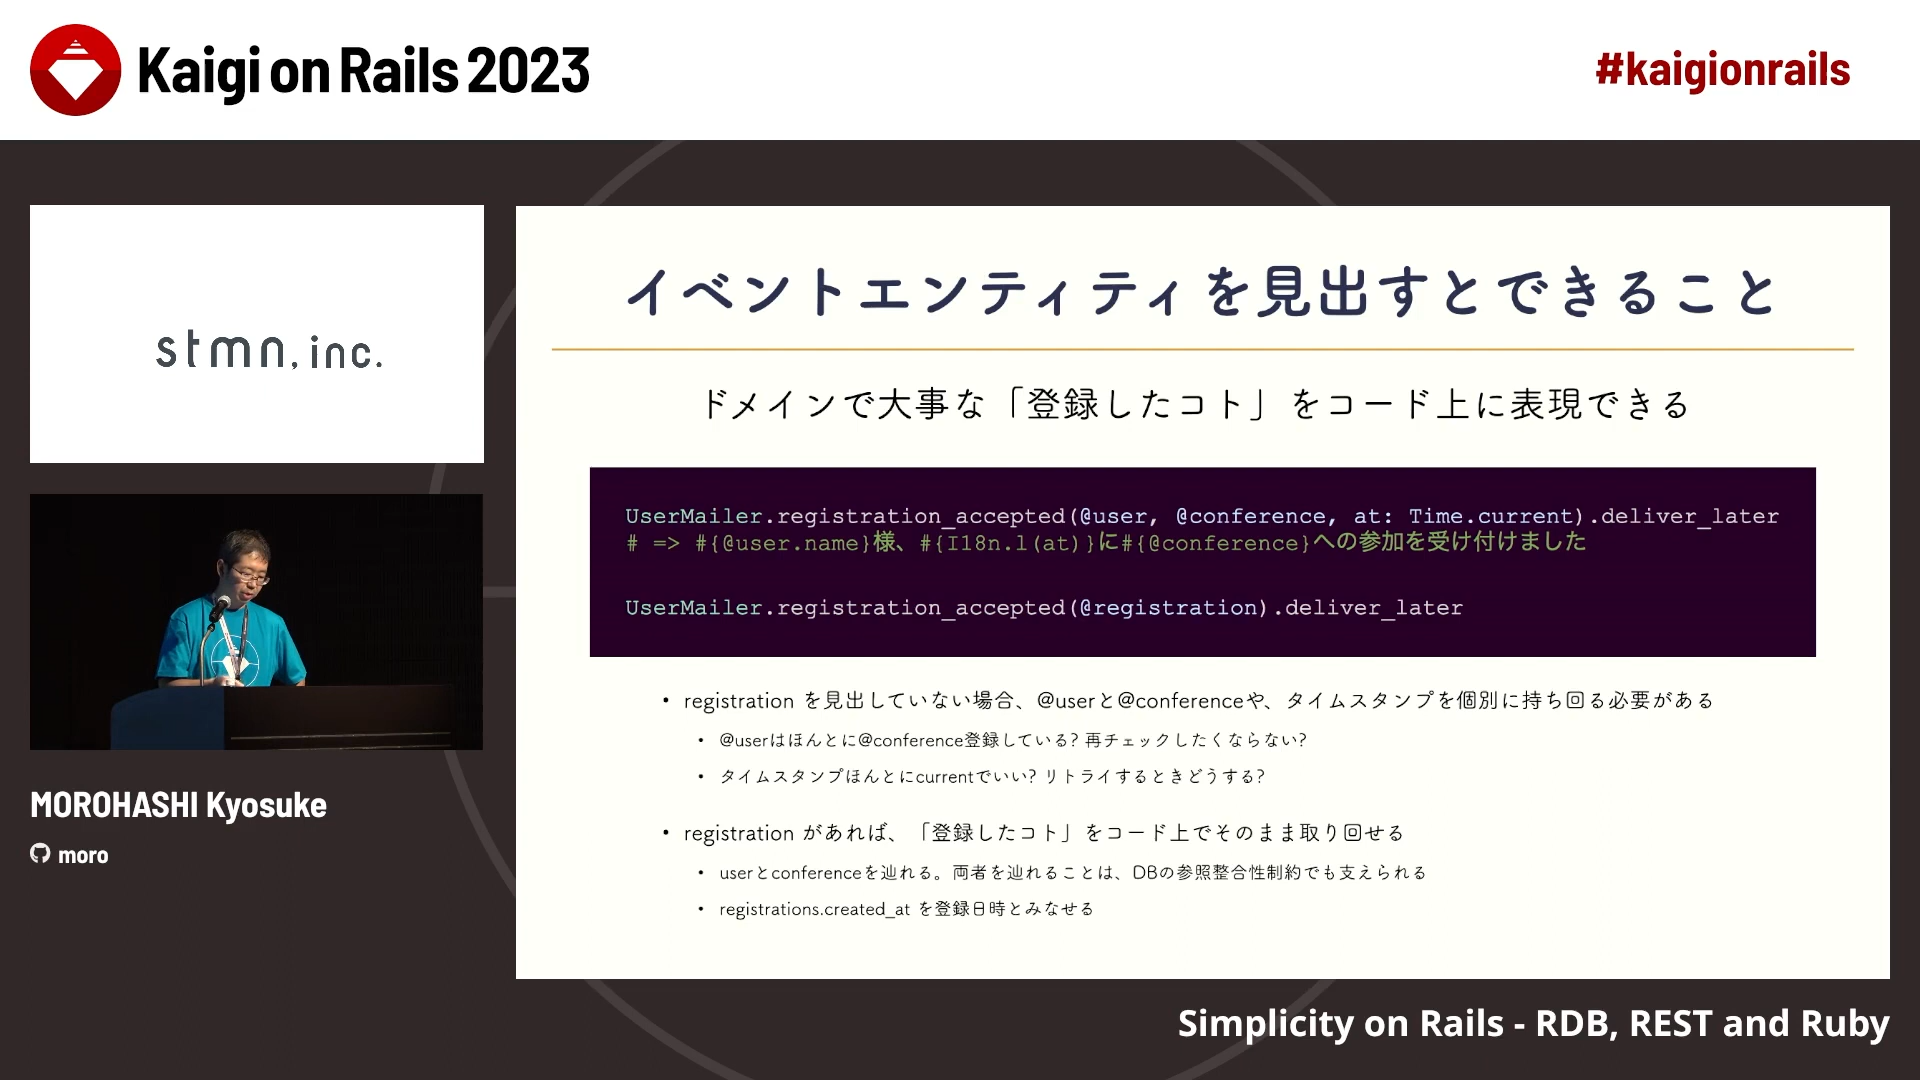 Kaigi on Rails 2023
#kaigionrails
stmn, inc.
イベントエンティティを見出すとできること
ドメインで大事な「登録したコト」をコード上に表現できる
UserMailer.registration_accepted(@user, @conference, at: Time.current).deliver_later
# => #{@user.name}様、#{I18n.l(at)}に#{@conference}への参加を受け付けました
UserMailer.registration_accepted(@registration).deliver_later
• registration を見出していない場合、@userと@conferenceや、タイムスタンプを個別に持ち回る必要がある
• @userはほんとに@conference登録している? 再チェックしたくならない?
• タイムスタンプほんとにcurrentでいい? リトライするときどうする?
• registration があれば、「登録したコト」をコード上でそのまま取り回せる
• userとconferenceを辿れる。両者を辿れることは、DBの参照整合性制約でも支えられる
• registrations.created_at を登録日時とみなせる
MOROHASHI Kyosuke
moro
Simplicity on Rails - RDB, REST and Ruby